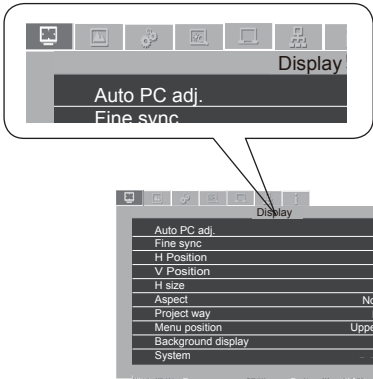 Display
Auto PC adj.
Fine sync
Display
Auto PC adj.
Fine sync
H Position
V Position
H size
Aspect
Project way
Menu position Uppe
Background display
System